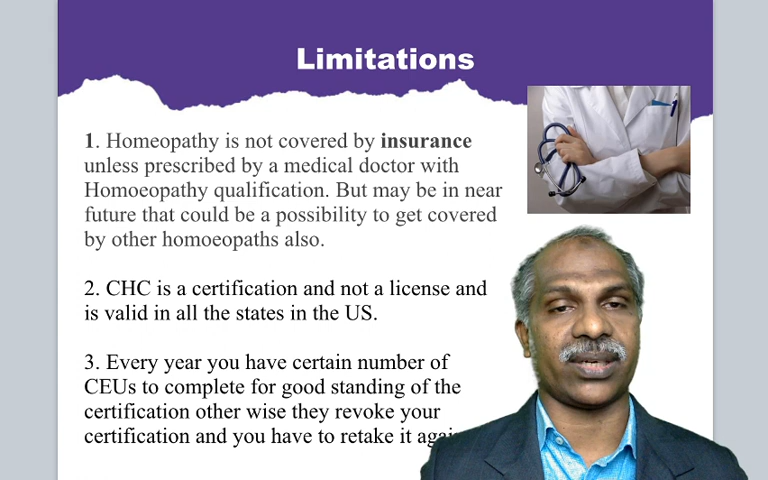 Limitations
1. Homeopathy is not covered by insurance
unless prescribed by a medical doctor with
Homoeopathy qualification. But may be in near
future that could be a possibility to get covered
by other homoeopaths also.
2. CHC is a certification and not a license and
is valid in all the states in the US.
3. Every year you have certain number of
CEUs to complete for good standing of the
certification other wise they revoke your
certification and you have to retake it